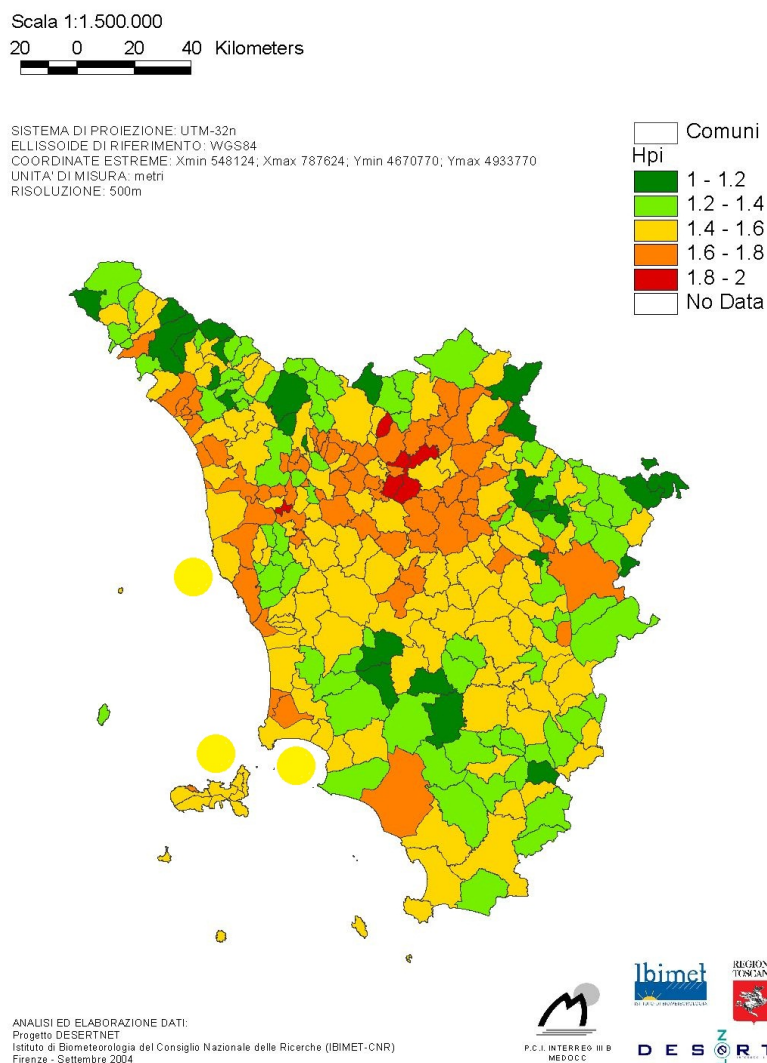 Scala 1:1.500.000
20 0 20 40 Kilometers
SISTEMA DI PROIEZIONE: UTM-32n
ELLISSOIDE DI RIFERIMENTO: WGS84
COORDINATE ESTREME: Xmin 548124; Xmax 787624; Ymin 4670770; Ymax 4933770
UNITA' DI MISURA: metri
RISOLUZIONE: 500m
Comuni
Hpi
1 - 1.2
1.2 - 1.4
1.4 - 1.6
1.6 - 1.8
1.8 - 2
No Data
Ibimet
REGION
TOSCAN
P.C.I. INTERREG III B
MEDOCC
DESERT
ANALISI ED ELABORAZIONE DATI:
Progetto DESERTNET
Istituto di Biometeorologia del Consiglio Nazionale delle Ricerche (IBIMET-CNR)
Firenze - Settembre 2004